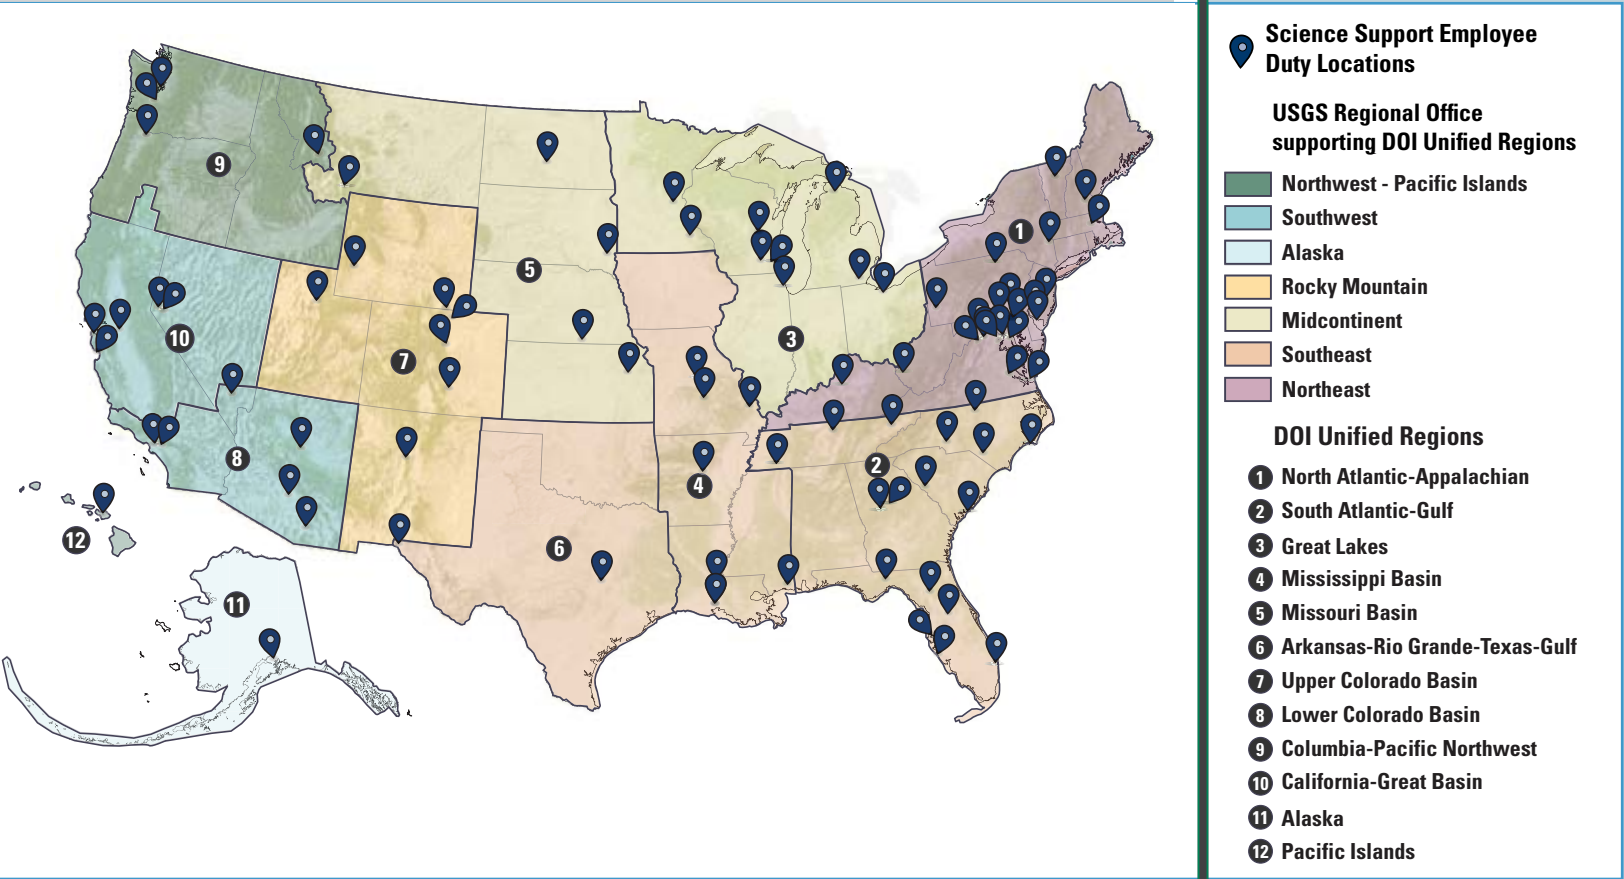 9
1
5
3
10
7
8
2
4
12
6
11
Science Support Employee
Duty Locations
USGS Regional Office
supporting DOI Unified Regions
Northwest - Pacific Islands
Southwest
Alaska
Rocky Mountain
Midcontinent
Southeast
Northeast
DOI Unified Regions
1 North Atlantic-Appalachian
2 South Atlantic-Gulf
3 Great Lakes
4 Mississippi Basin
5 Missouri Basin
6 Arkansas-Rio Grande-Texas-Gulf
7 Upper Colorado Basin
8 Lower Colorado Basin
9 Columbia-Pacific Northwest
10 California-Great Basin
11 Alaska
12 Pacific Islands